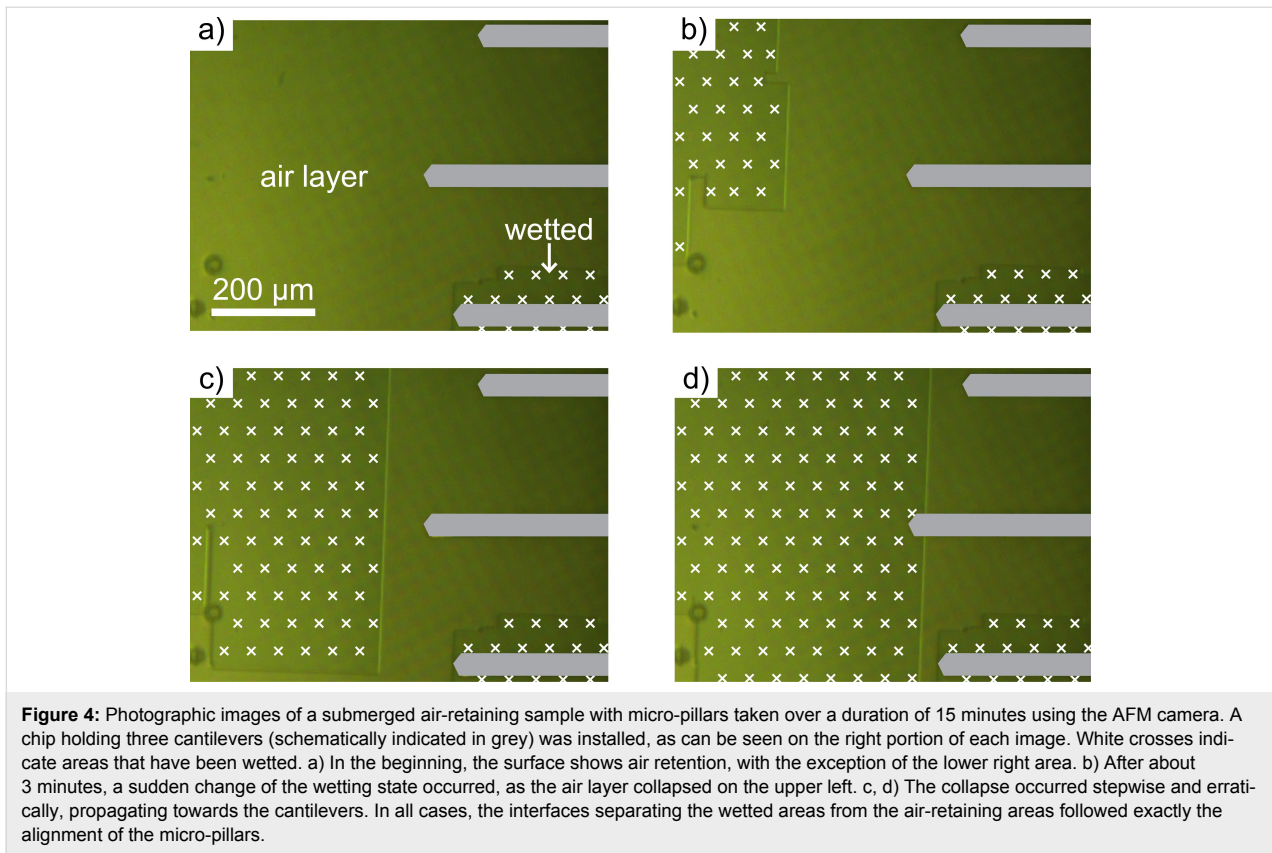 a)
b)
air layer
wetted
200 µm
c)
d)
Figure 4: Photographic images of a submerged air-retaining sample with micro-pillars taken over a duration of 15 minutes using the AFM camera. A
chip holding three cantilevers (schematically indicated in grey) was installed, as can be seen on the right portion of each image. White crosses indi-
cate areas that have been wetted. a) In the beginning, the surface shows air retention, with the exception of the lower right area. b) After about
3 minutes, a sudden change of the wetting state occurred, as the air layer collapsed on the upper left. c, d) The collapse occurred stepwise and errati-
cally, propagating towards the cantilevers. In all cases, the interfaces separating the wetted areas from the air-retaining areas followed exactly the
alignment of the micro-pillars.